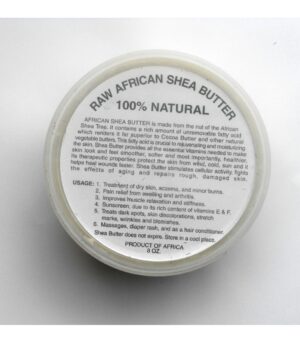 RAW AFRICAN SHEA BUTTER
100% NATURAL
AFRICAN SHEA BUTTER is made from the nut of the African
Shea Tree. It contains a rich amount of unremovable fatty acid
which renders it far superior to Cocoa Butter and other natural
vegetable butters. This fatty acid is crucial to rejuvenating and moisturizing
the skin. Shea Butter provides all the essential Vitamins needed to make
skin look and feel smoother, softer and most importantly, healthier.
Its therapeutic properties protect the skin from wild, cold, sun and it
helps heal wounds faster. Shea Butter stimulates cellular activity, fights
the effects of aging and repairs rough, damaged skin.
USAGE: 1. Treatment of dry skin, eczema, and minor burns.
2. Pain relief from swelling and arthritis.
3. Improves muscle relaxation and stiffness.
4. Sunscreen, due to its rich content of vitamins E & F.
5. Treats dark spots, skin discolorations, stretch
marks, wrinkles and blemishes.
6. Massages, diaper rash, and as a hair conditioner.
Shea Butter does not expire. Store in a cool place.
PRODUCT OF AFRICA
8 OZ.